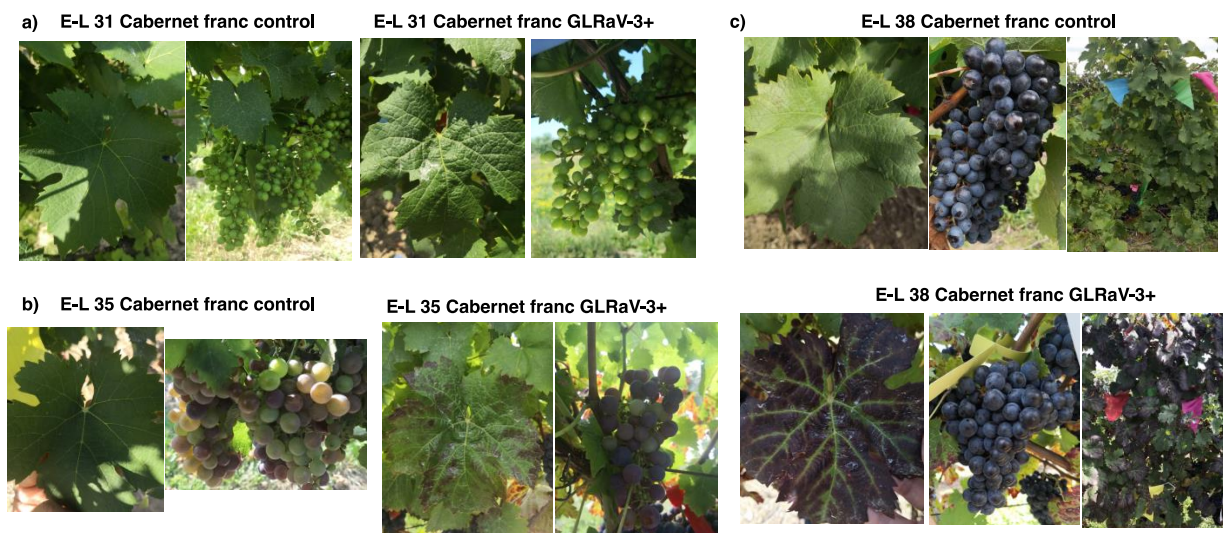 a) E-L 31 Cabernet franc control
E-L 31 Cabernet franc GLRaV-3+
b) E-L 35 Cabernet franc control
E-L 35 Cabernet franc GLRaV-3+
c) E-L 38 Cabernet franc control
E-L 38 Cabernet franc GLRaV-3+